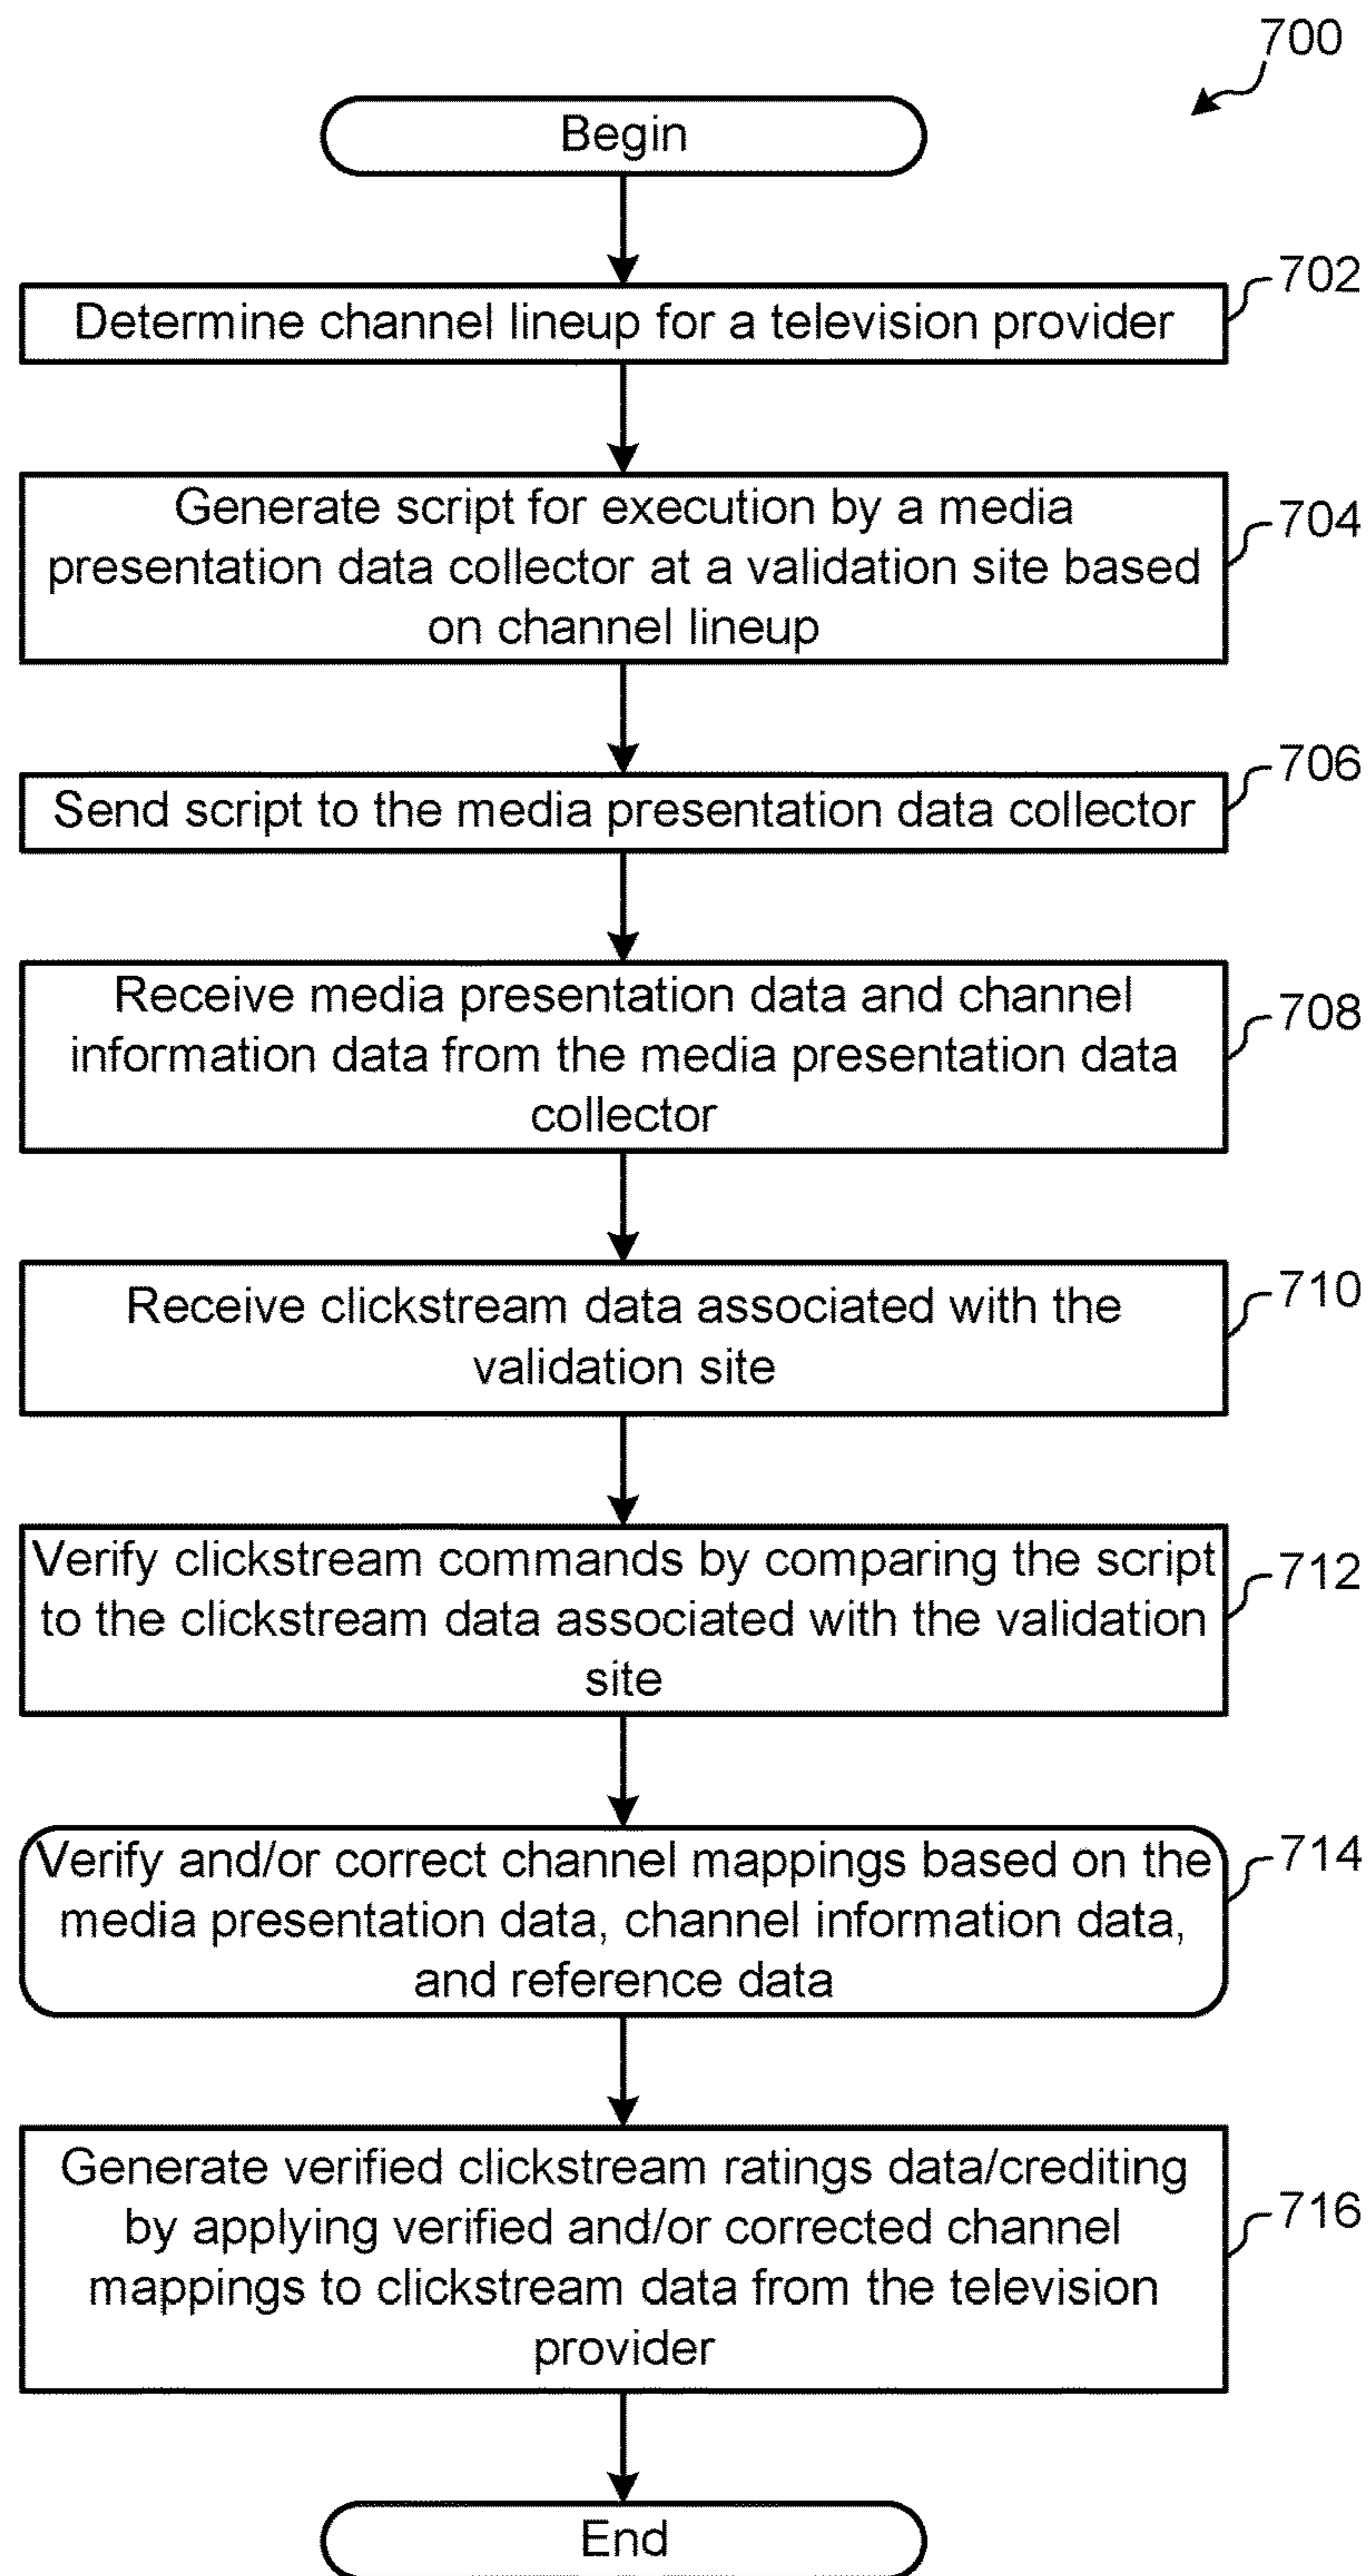 700
Begin
702
Determine channel lineup for a television provider
704
Generate script for execution by a media
presentation data collector at a validation site based
on channel lineup
706
Send script to the media presentation data collector
708
Receive media presentation data and channel
information data from the media presentation data
collector
710
Receive clickstream data associated with the
validation site
712
Verify clickstream commands by comparing the script
to the clickstream data associated with the validation
site
714
Verify and/or correct channel mappings based on the
media presentation data, channel information data,
and reference data
716
Generate verified clickstream ratings data/crediting
by applying verified and/or corrected channel
mappings to clickstream data from the television
provider
End